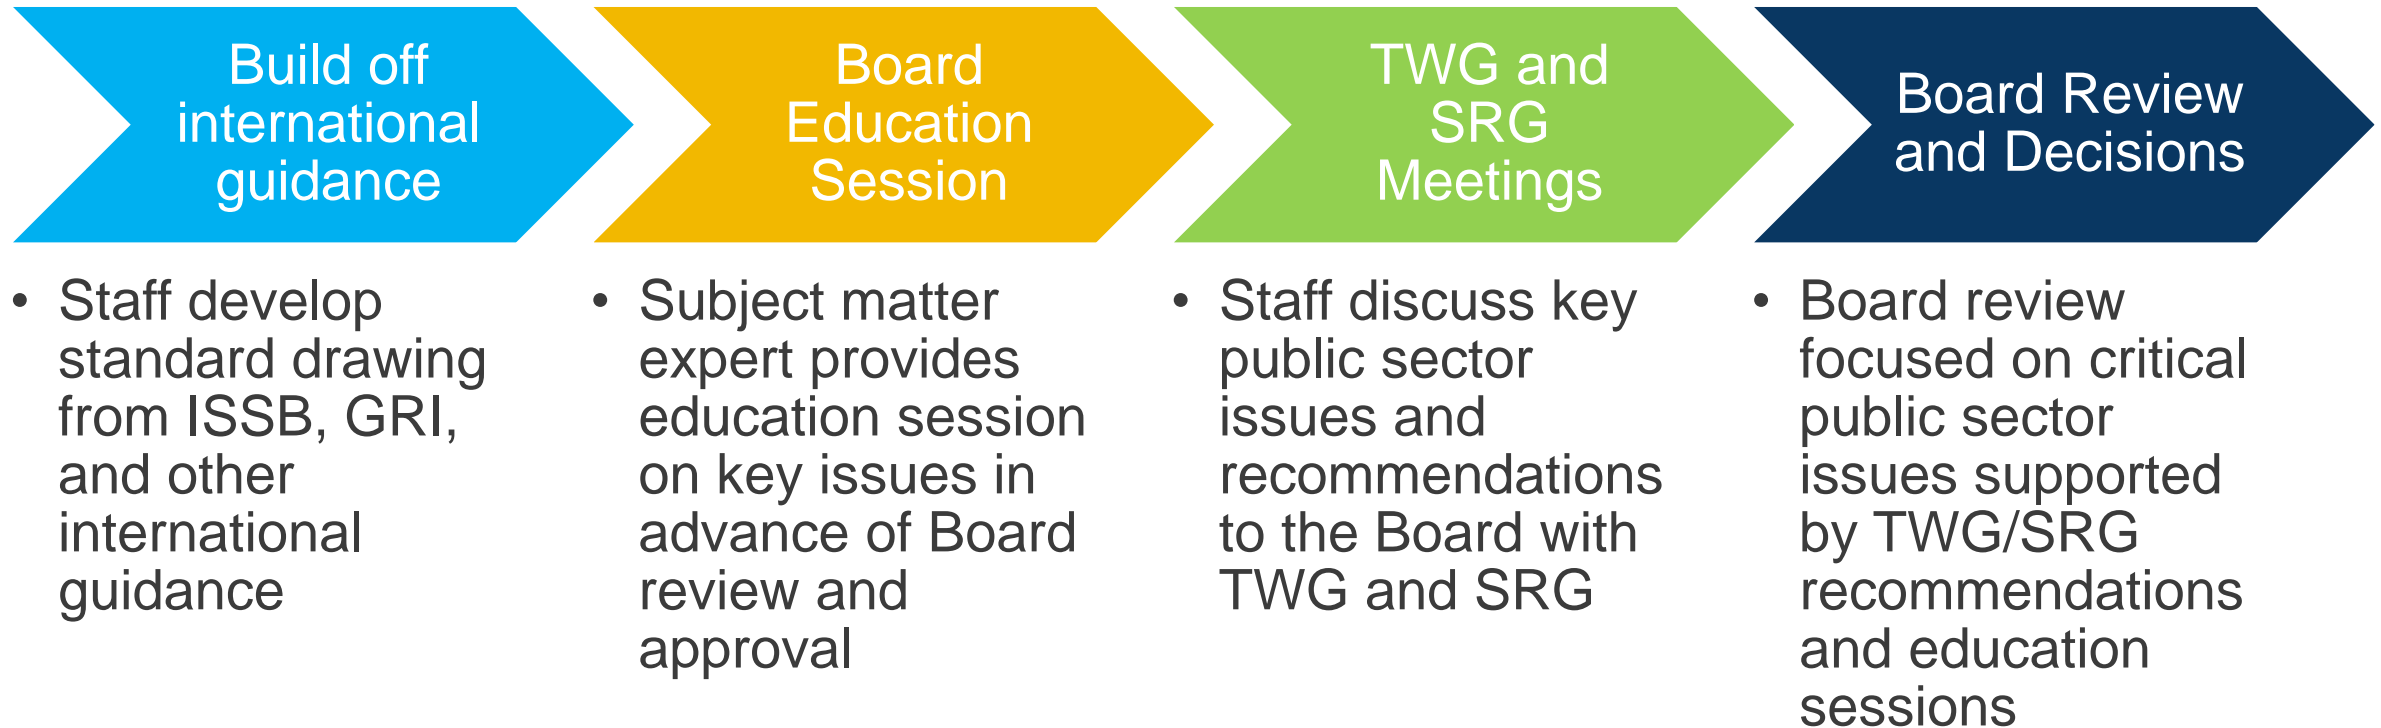 Build off
international
guidance
Board
Education
Session
TWG and
SRG
Meetings
Board Review
and Decisions
• Staff develop
standard drawing
from ISSB, GRI,
and other
international
guidance
• Subject matter
expert provides
education session
on key issues in
advance of Board
review and
approval
• Staff discuss key
public sector
issues and
recommendations
to the Board with
TWG and SRG
• Board review
focused on critical
public sector
issues supported
by TWG/SRG
recommendations
and education
sessions